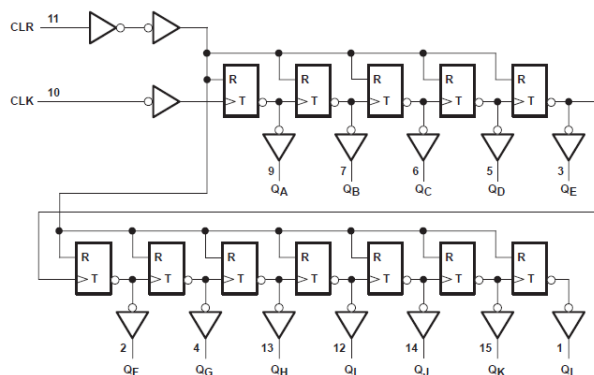 CLR 11
CLK 10
R R R R R
T T T T T
9 7 6 5 3
QA QB QC QD QE
R R R R R R R
T T T T T T T
2 4 13 12 14 15 1
QF QG QH QI QJ QK QL